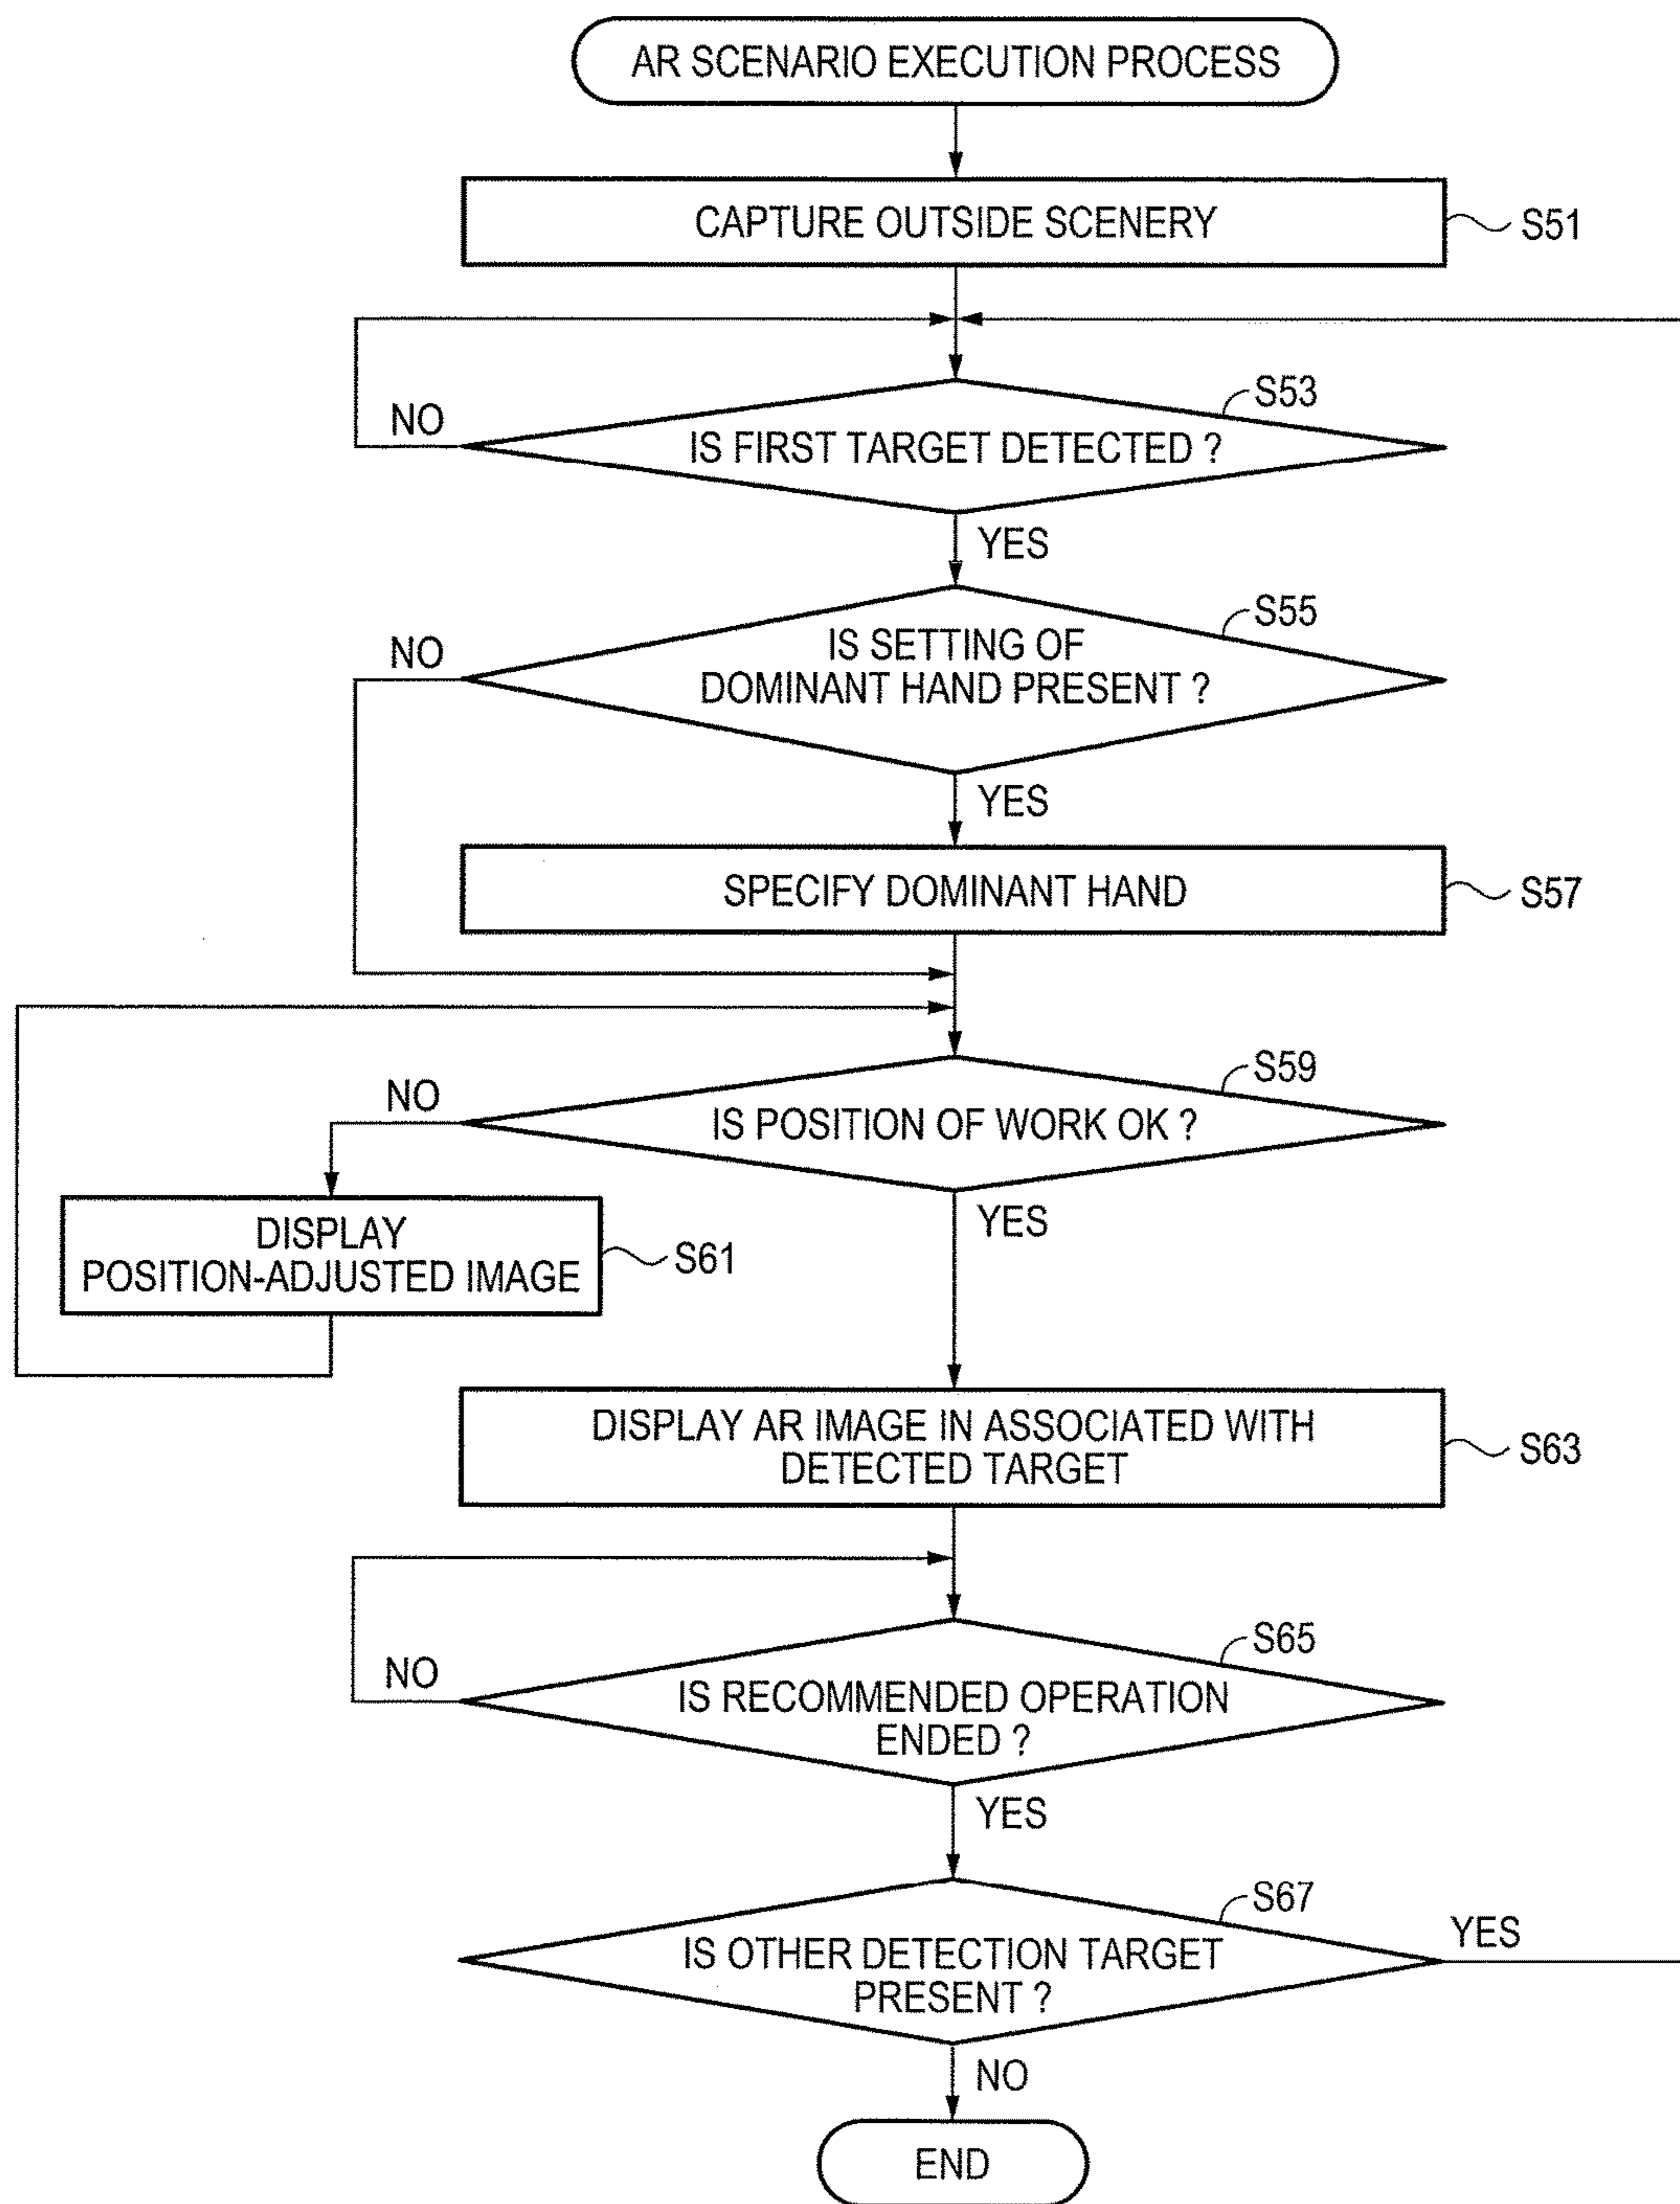 AR SCENARIO EXECUTION PROCESS
CAPTURE OUTSIDE SCENERY
S51
S53
NO
IS FIRST TARGET DETECTED ?
YES
S55
NO
IS SETTING OF
DOMINANT HAND PRESENT ?
YES
SPECIFY DOMINANT HAND
S57
S59
NO
IS POSITION OF WORK OK ?
YES
DISPLAY
POSITION-ADJUSTED IMAGE
S61
DISPLAY AR IMAGE IN ASSOCIATED WITH
DETECTED TARGET
S63
S65
NO
IS RECOMMENDED OPERATION
ENDED ?
YES
S67
YES
IS OTHER DETECTION TARGET
PRESENT ?
NO
END